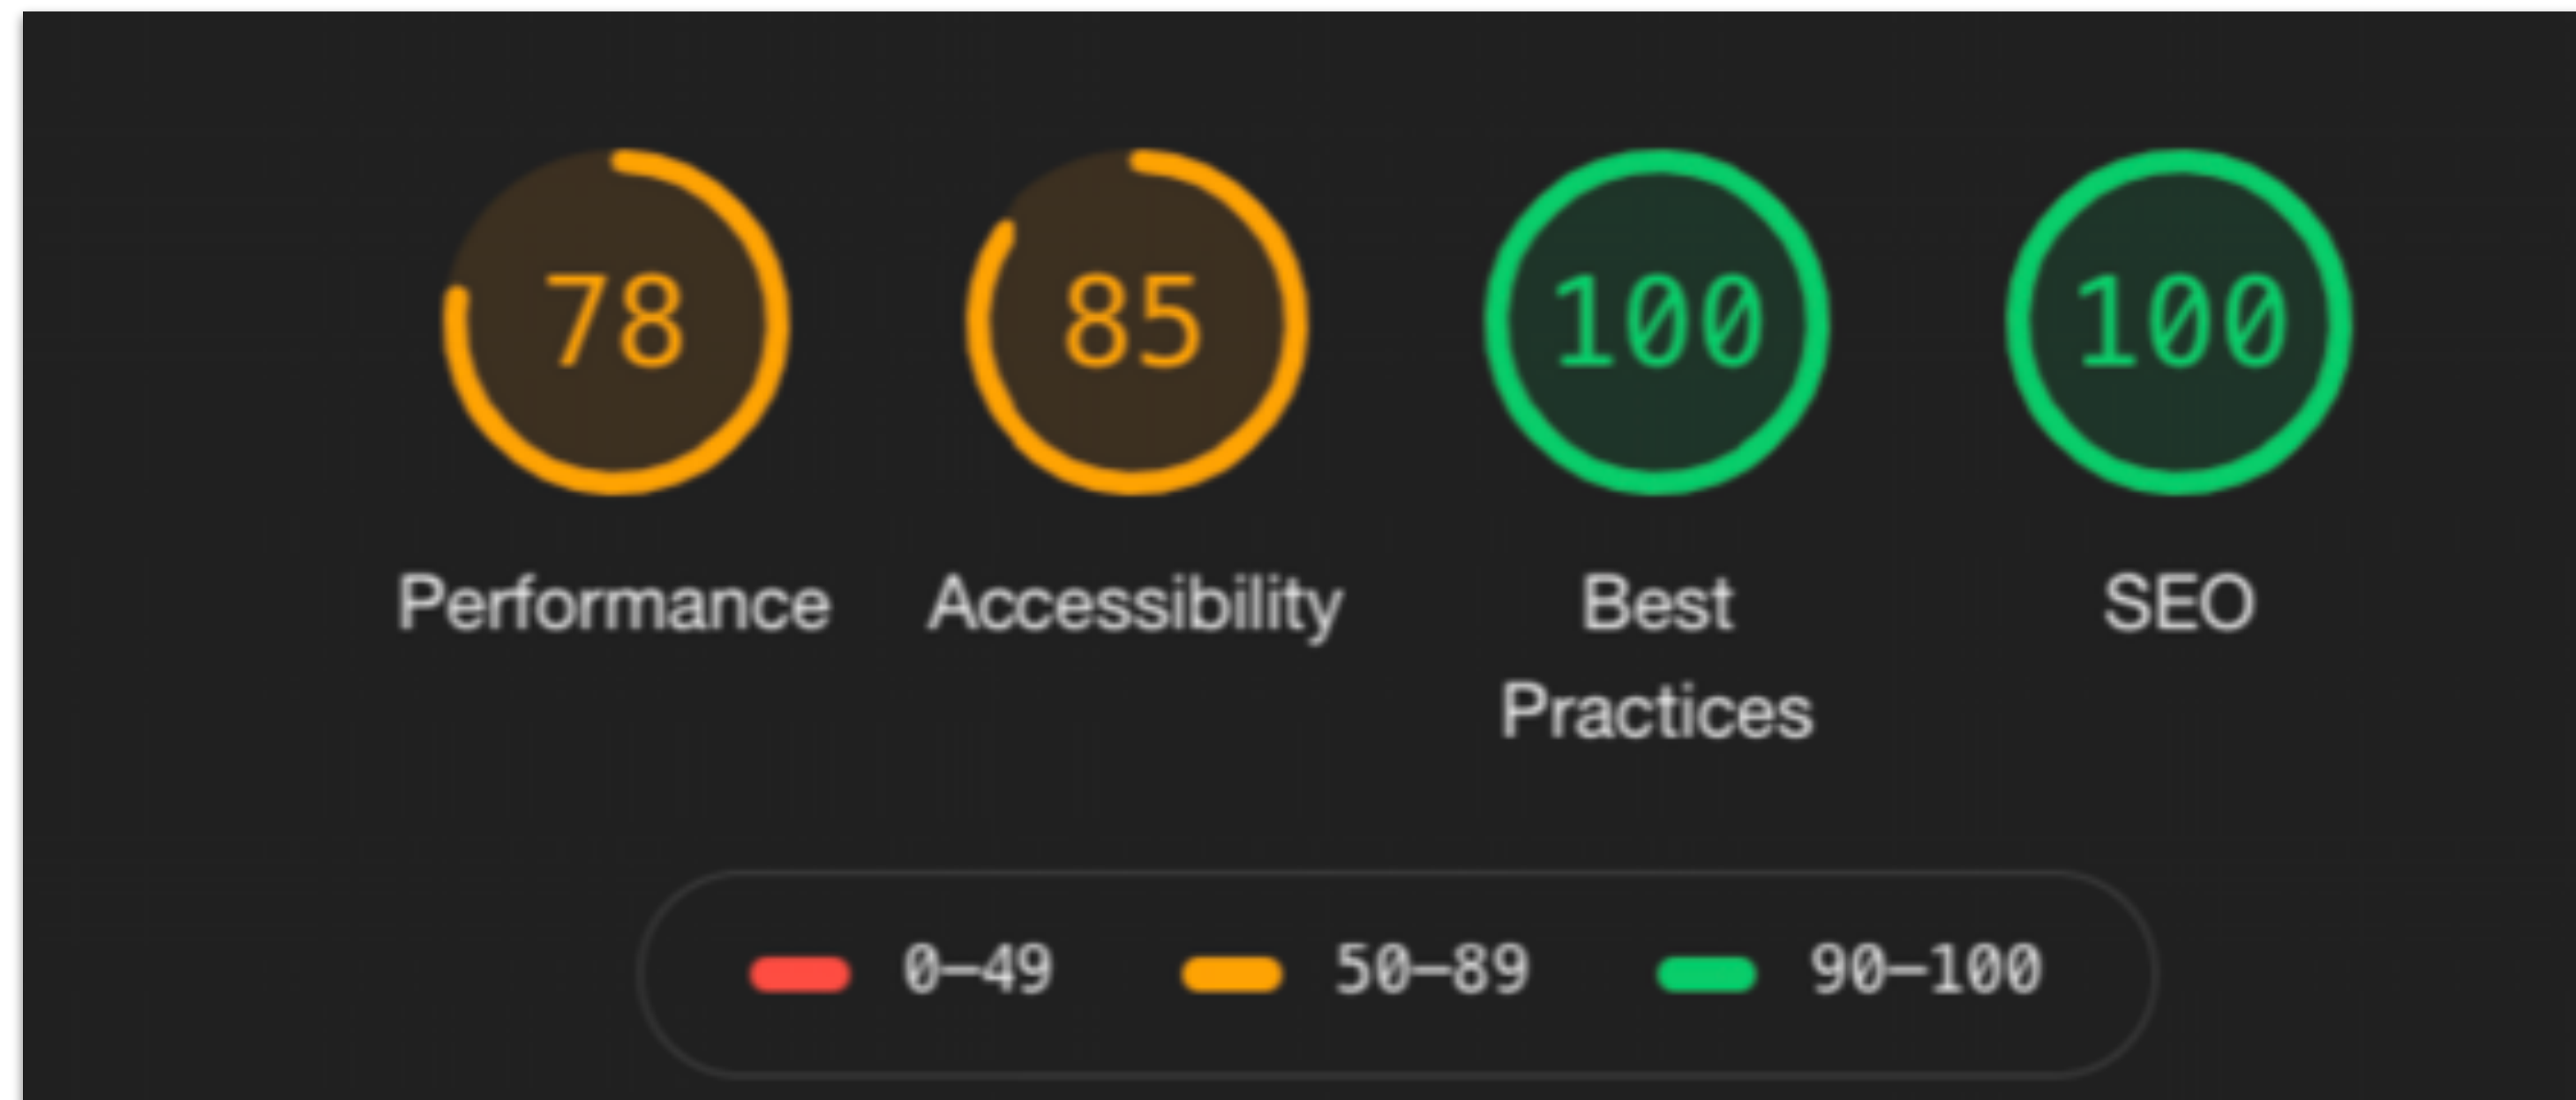 78 85 100 100
Performance Accessibility Best SEO
Practices
0–49 50–89 90–100